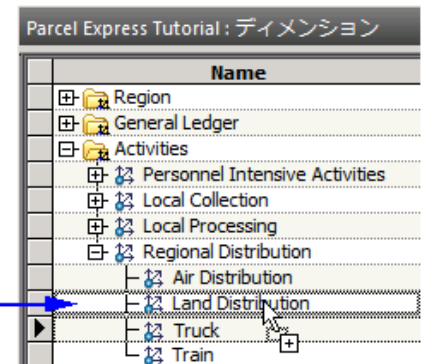 Parcel Express Tutorial : ディメンション
Name
Region
General Ledger
Activities
Personnel Intensive Activities
Local Collection
Local Processing
Regional Distribution
Air Distribution
Land Distribution
Truck
Train